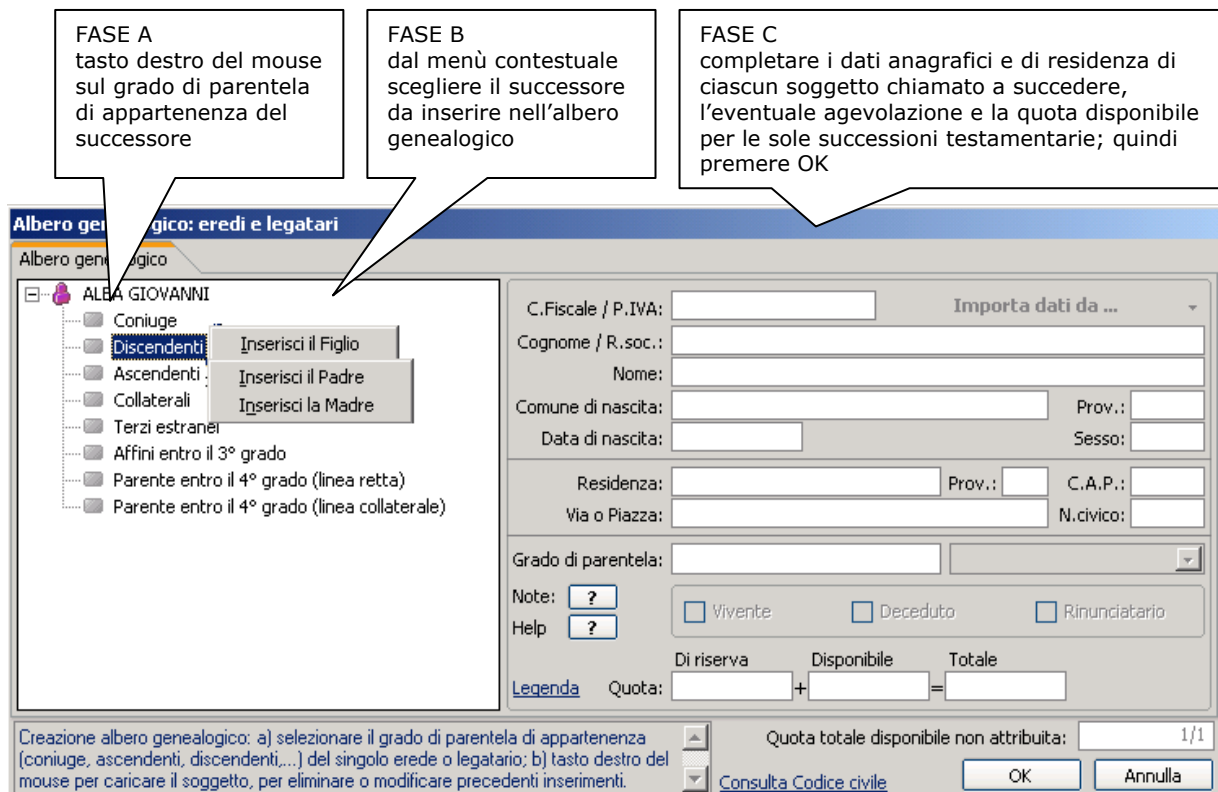 FASE A
tasto destro del mouse
sul grado di parentela
di appartenenza del
successore
FASE B
dal menù contestuale
scegliere il successore
da inserire nell'albero
genealogico
FASE C
completare i dati anagrafici e di residenza di
ciascun soggetto chiamato a succedere,
l'eventuale agevolazione e la quota disponibile
per le sole successioni testamentarie; quindi
premere OK
Albero gen gico: eredi e legatari
Albero gen gico
ALBA GIOVANNI
Coniuge
Discendenti
Ascendenti
Collaterali
Terzi estranei
Affini entro il 3° grado
Parente entro il 4° grado (linea retta)
Parente entro il 4° grado (linea collaterale)
Inserisci il Figlio
Inserisci il Padre
Inserisci la Madre
C.Fiscale / P.IVA: Importa dati da ...
Cognome / R.soc.:
Nome:
Comune di nascita: Prov.:
Data di nascita: Sesso:
Residenza: Prov.: C.A.P.:
Via o Piazza: N.civico:
Grado di parentela:
Note: ?
Help ?
Vivente Deceduto Rinunciatario
Di riserva Disponibile Totale
Legenda Quota: + =
Creazione albero genealogico: a) selezionare il grado di parentela di appartenenza
(coniuge, ascendenti, discendenti,...) del singolo erede o legatario; b) tasto destro del
mouse per caricare il soggetto, per eliminare o modificare precedenti inserimenti.
Quota totale disponibile non attribuita: 1/1
Consulta Codice civile OK Annulla